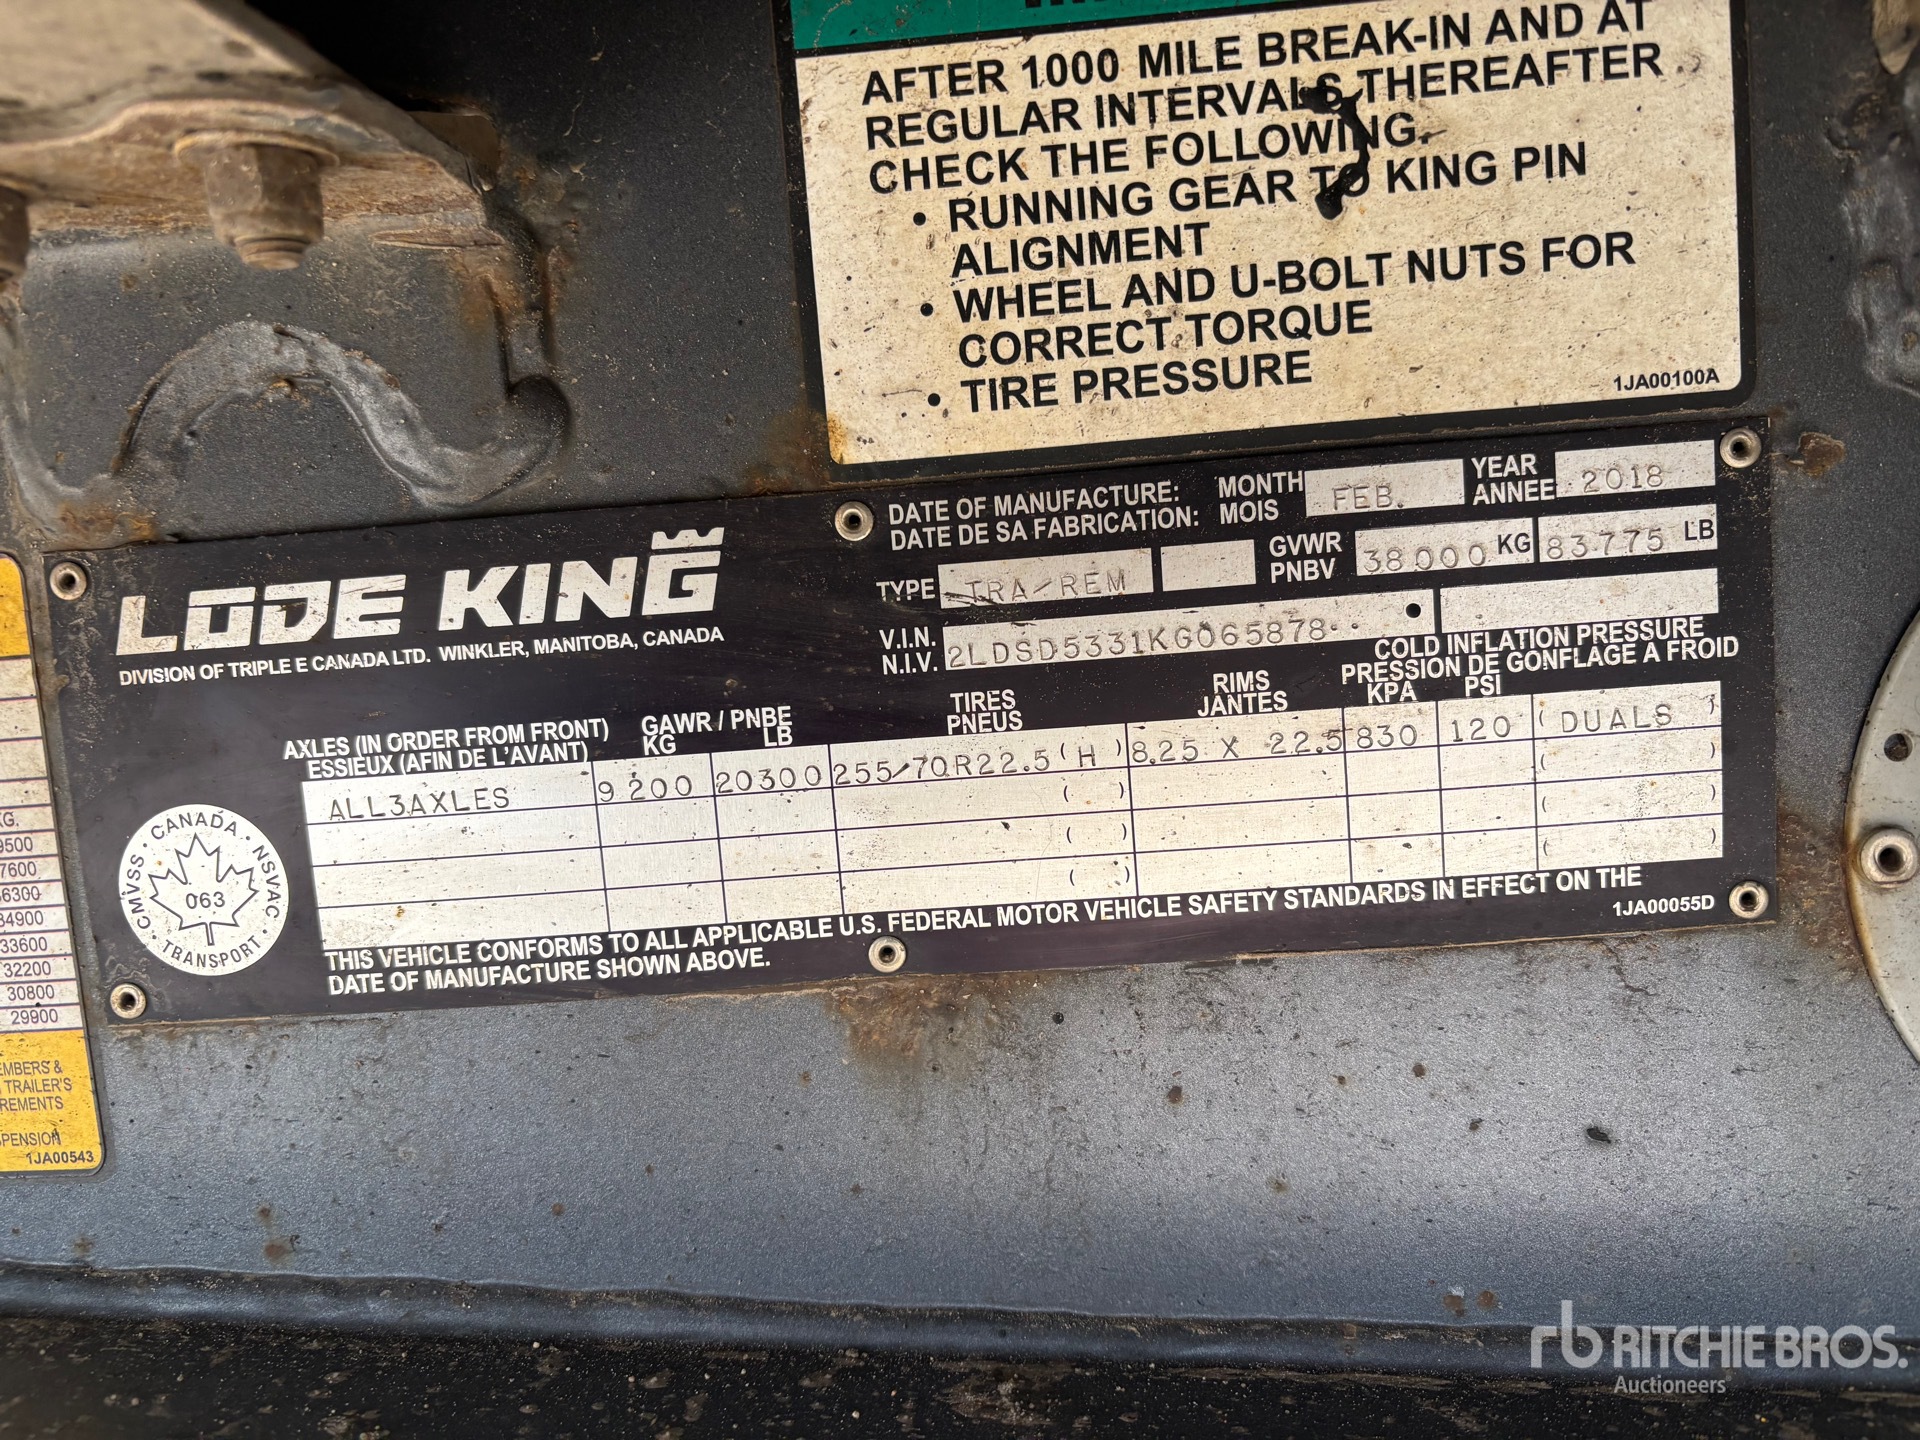 AFTER 1000 MILE BREAK-IN AND AT
REGULAR INTERVALS THEREAFTER
CHECK THE FOLLOWING.
• RUNNING GEAR TO KING PIN
ALIGNMENT
• WHEEL AND U-BOLT NUTS FOR
CORRECT TORQUE
• TIRE PRESSURE
1JA00100A
LODE KING
DIVISION OF TRIPLE E CANADA LTD. WINKLER, MANITOBA, CANADA
DATE OF MANUFACTURE: MONTH FEB. YEAR 2018
DATE DE SA FABRICATION: MOIS ANNEE
TYPE TRA/REM GVWR PNBV 38000 KG 83775 LB
V.I.N. N.I.V. 2LDSD5331KG065878
COLD INFLATION PRESSURE
PRESSION DE GONFLAGE A FROID
AXLES (IN ORDER FROM FRONT) GAWR / PNBE TIRES RIMS
ESSIEUX (AFIN DE L'AVANT) KG LB PNEUS JANTES KPA PSI
ALL3AXLES 9200 20300 255/70R22.5 (H) 8.25 X 22.5 830 120 (DUALS)
( ) ( )
( ) ( )
( ) ( )
CANADA
CMVSS 063 NSVAC
TRANSPORT
THIS VEHICLE CONFORMS TO ALL APPLICABLE U.S. FEDERAL MOTOR VEHICLE SAFETY STANDARDS IN EFFECT ON THE
DATE OF MANUFACTURE SHOWN ABOVE.
1JA00055D
34900
33600
32200
30800
29900
TRAILER'S
1JA00543
rb RITCHIE BROS.
Auctioneers